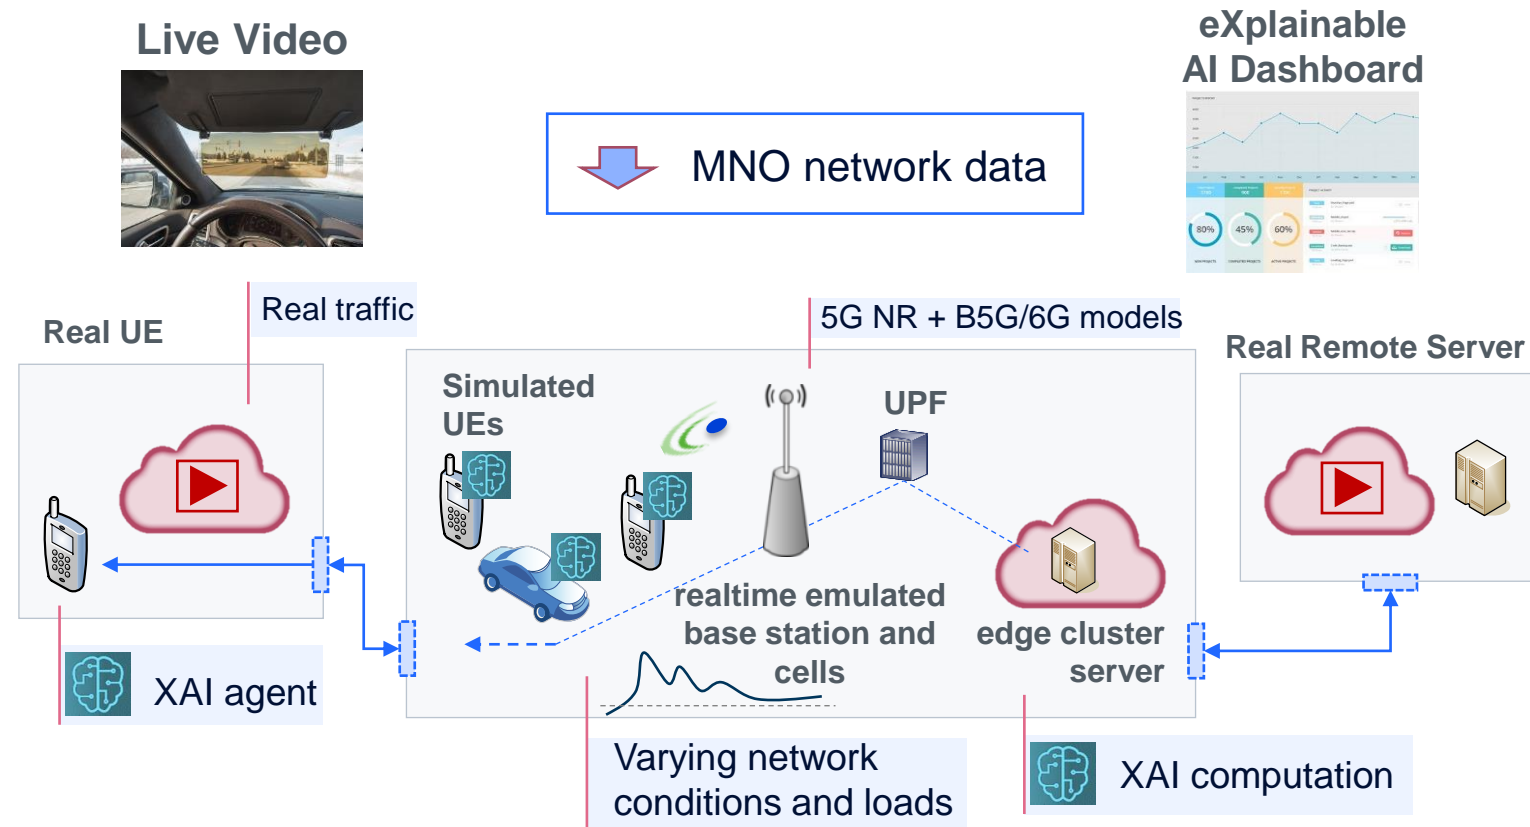 Live Video
eXplainable
AI Dashboard
MNO network data
80%
45%
60%
Real traffic
5G NR + B5G/6G models
Real UE
Real Remote Server
Simulated
UEs
UPF
realtime emulated
base station and
cells
edge cluster
server
XAI agent
Varying network
conditions and loads
XAI computation